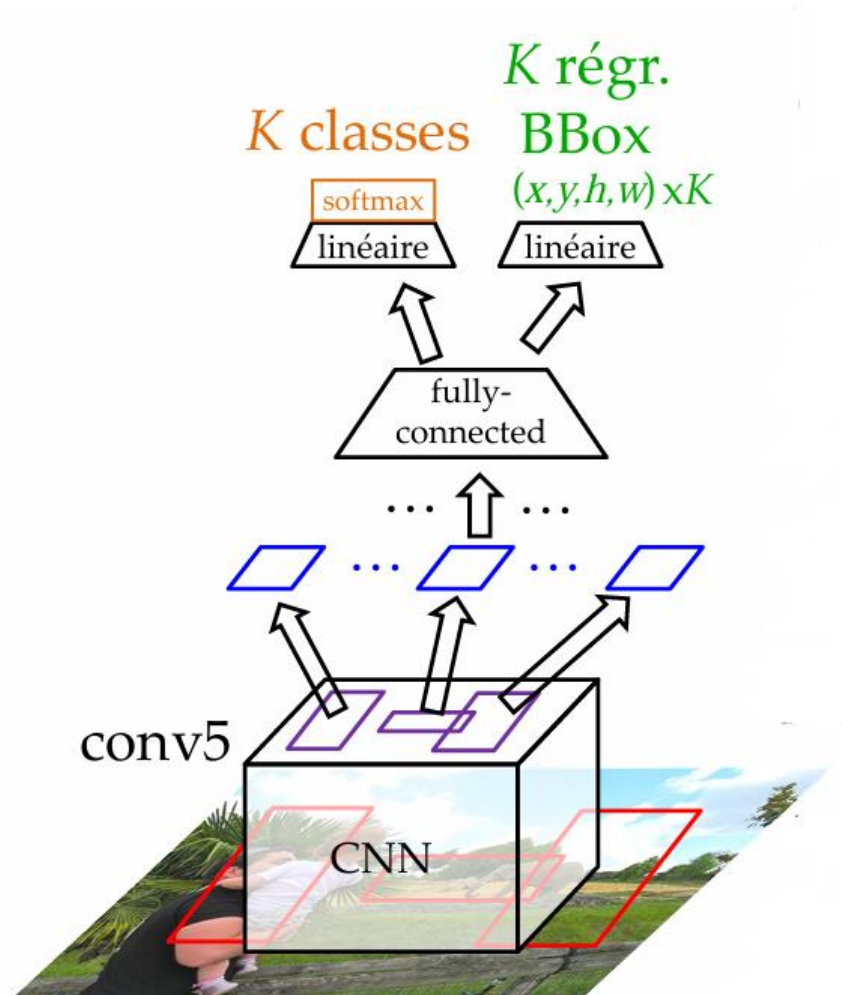 K régr.
K classes
BBox
(x,y,h,w) xK
softmax
linéaire
linéaire
fully-
connected
... ...
... ...
conv5
CNN